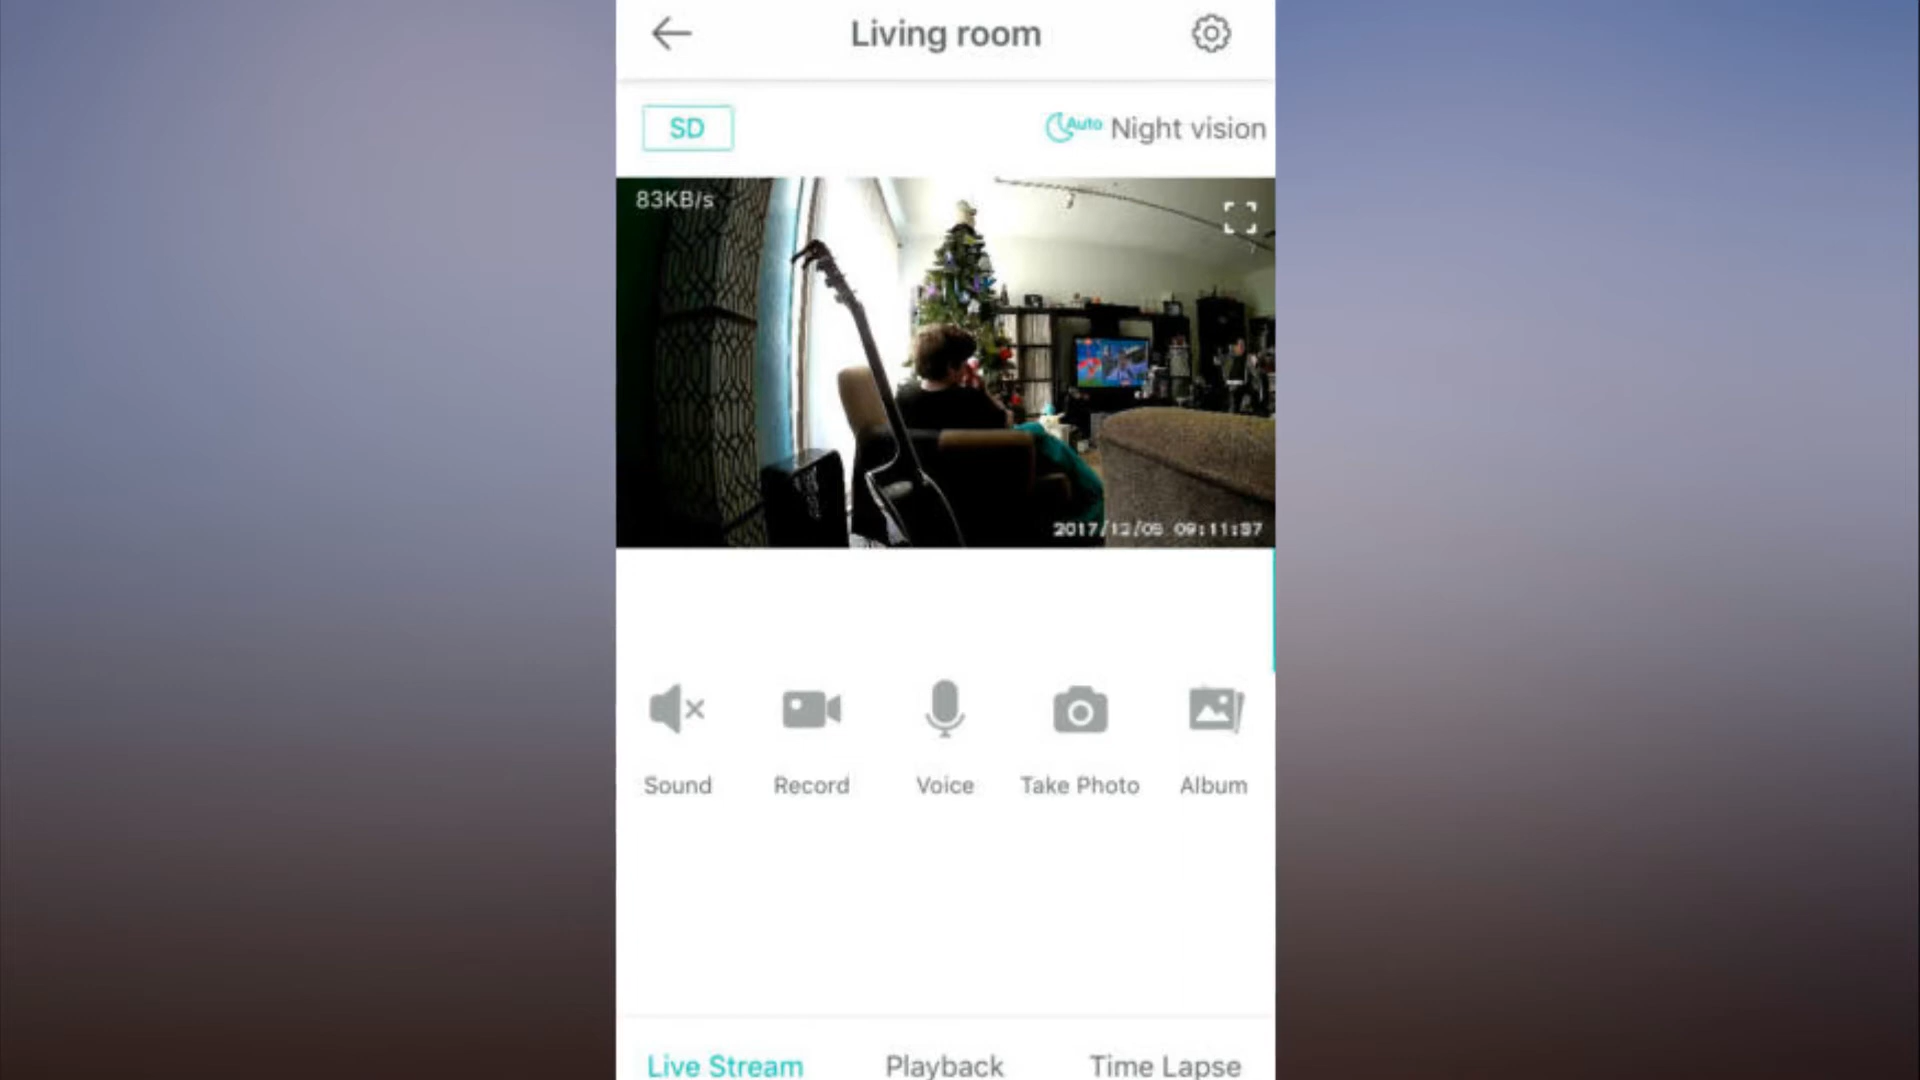 Living room
SD
Auto Night vision
83KB/s
2017/12/05 09:11:37
Sound
Record
Voice
Take Photo
Album
Live Stream
Playback
Time Lapse